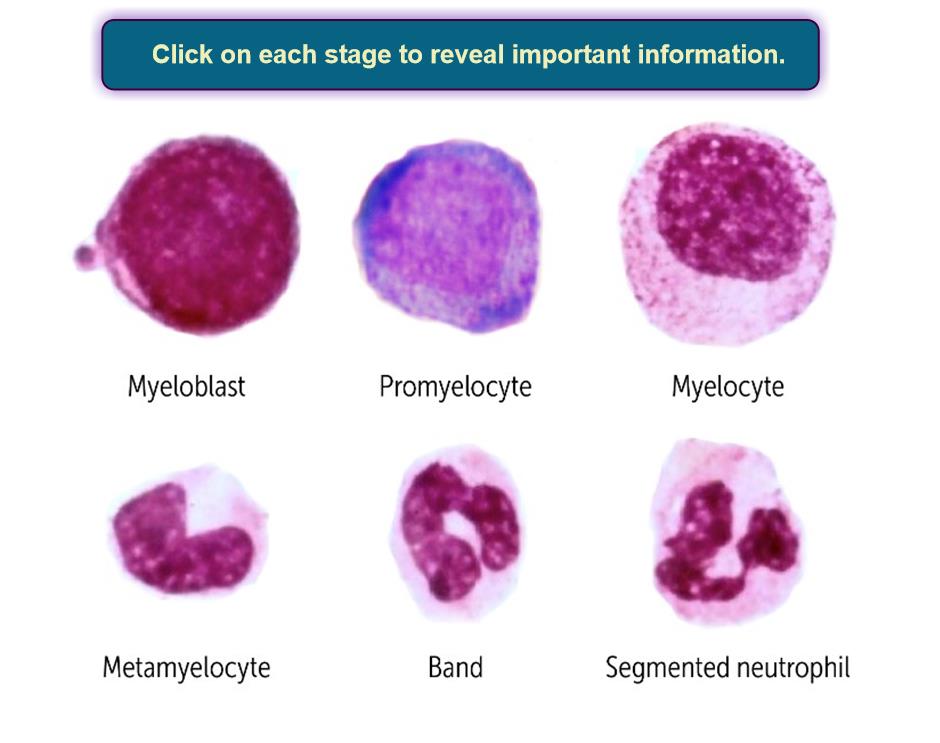 Click on each stage to reveal important information.
Myeloblast
Promyelocyte
Myelocyte
Metamyelocyte
Band
Segmented neutrophil